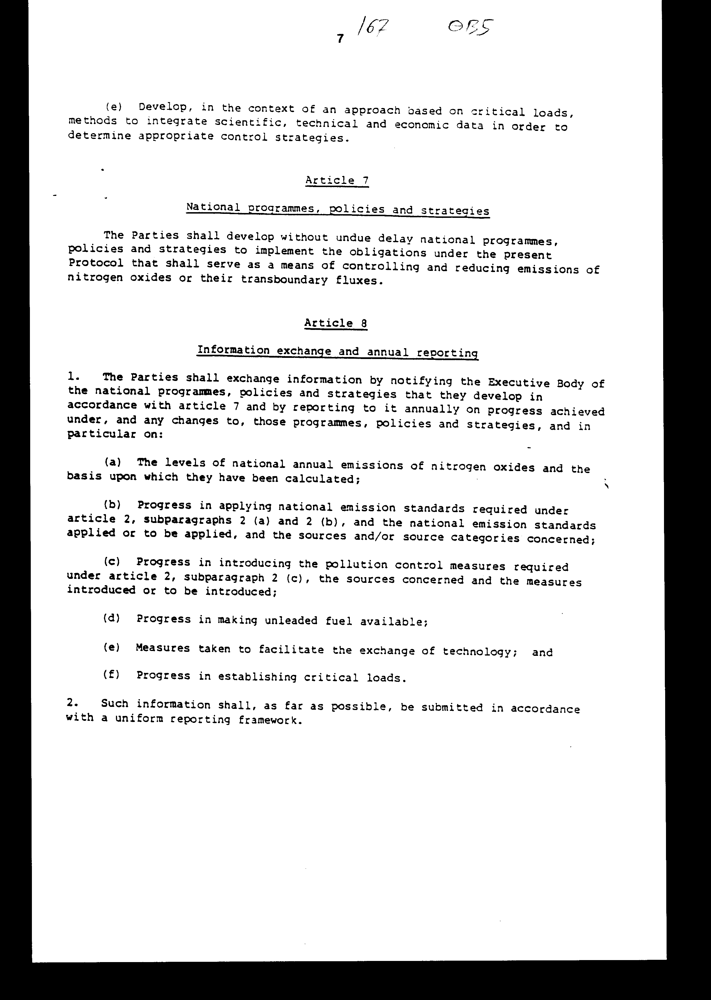 /67 OB5
7
(e) Develop, in the context of an approach based on critical loads,
methods to integrate scientific, technical and economic data in order to
determine appropriate control strategies.
Article 7
National programmes, policies and strategies
The Parties shall develop without undue delay national programmes,
policies and strategies to implement the obligations under the present
Protocol that shall serve as a means of controlling and reducing emissions of
nitrogen oxides or their transboundary fluxes.
Article 8
Information exchange and annual reporting
1. The Parties shall exchange information by notifying the Executive Body of
the national programmes, policies and strategies that they develop in
accordance with article 7 and by reporting to it annually on progress achieved
under, and any changes to, those programmes, policies and strategies, and in
particular on:
(a) The levels of national annual emissions of nitrogen oxides and the
basis upon which they have been calculated;
(b) Progress in applying national emission standards required under
article 2, subparagraphs 2 (a) and 2 (b), and the national emission standards
applied or to be applied, and the sources and/or source categories concerned;
(c) Progress in introducing the pollution control measures required
under article 2, subparagraph 2 (c), the sources concerned and the measures
introduced or to be introduced;
(d) Progress in making unleaded fuel available;
(e) Measures taken to facilitate the exchange of technology; and
(f) Progress in establishing critical loads.
2. Such information shall, as far as possible, be submitted in accordance
with a uniform reporting framework.